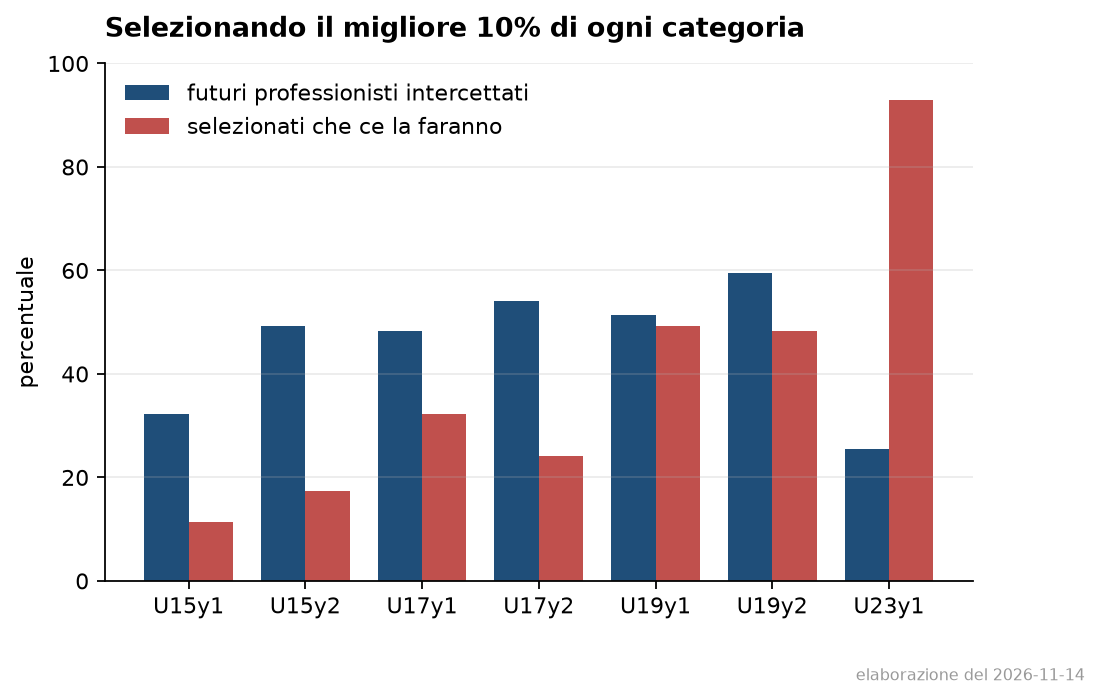 Selezionando il migliore 10% di ogni categoria
100
80
60
40
20
0
percentuale
futuri professionisti intercettati
selezionati che ce la faranno
U15y1 U15y2 U17y1 U17y2 U19y1 U19y2 U23y1
elaborazione del 2026-11-14